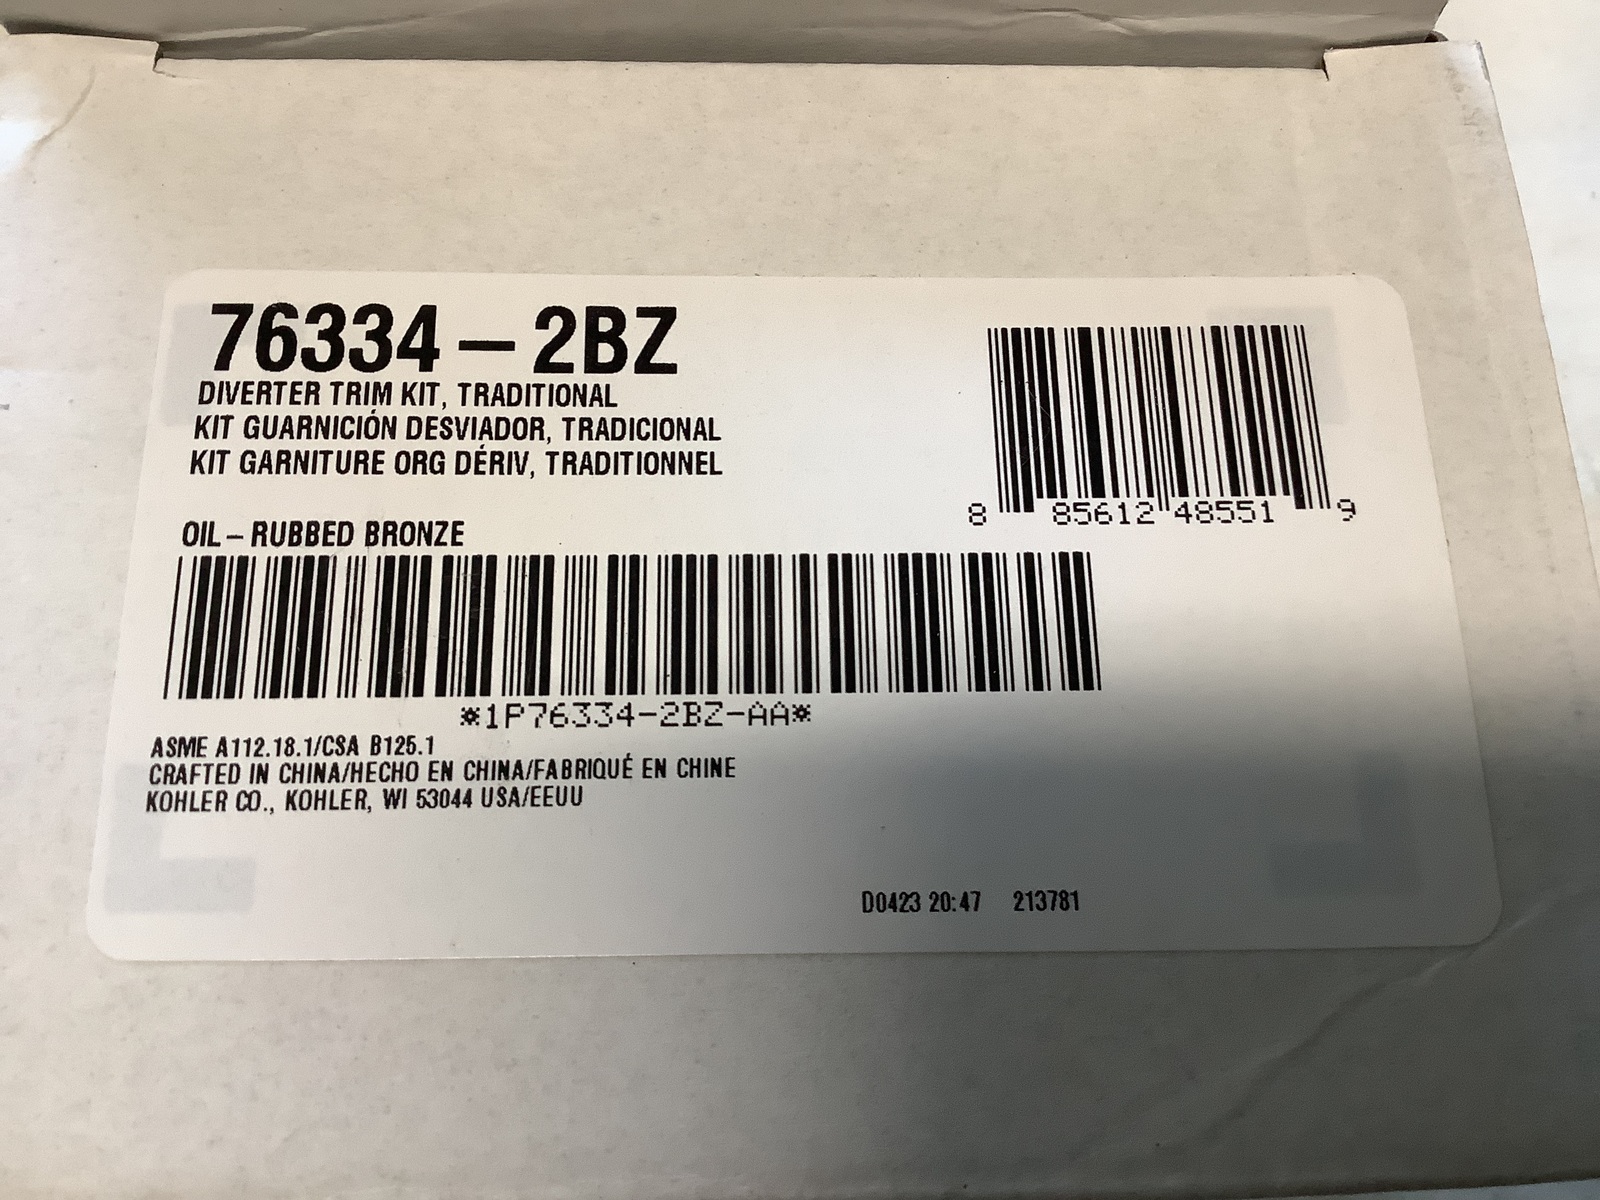 76334-2BZ
DIVERTER TRIM KIT, TRADITIONAL
KIT GUARNICIÓN DESVIADOR, TRADICIONAL
KIT GARNITURE ORG DÉRIV, TRADITIONNEL
8 85612 48551 9
OIL-RUBBED BRONZE
*1P76334-2BZ-AA*
ASME A112.18.1/CSA B125.1
CRAFTED IN CHINA/HECHO EN CHINA/FABRIQUÉ EN CHINE
KOHLER CO., KOHLER, WI 53044 USA/EEUU
D0423 20:47 213781